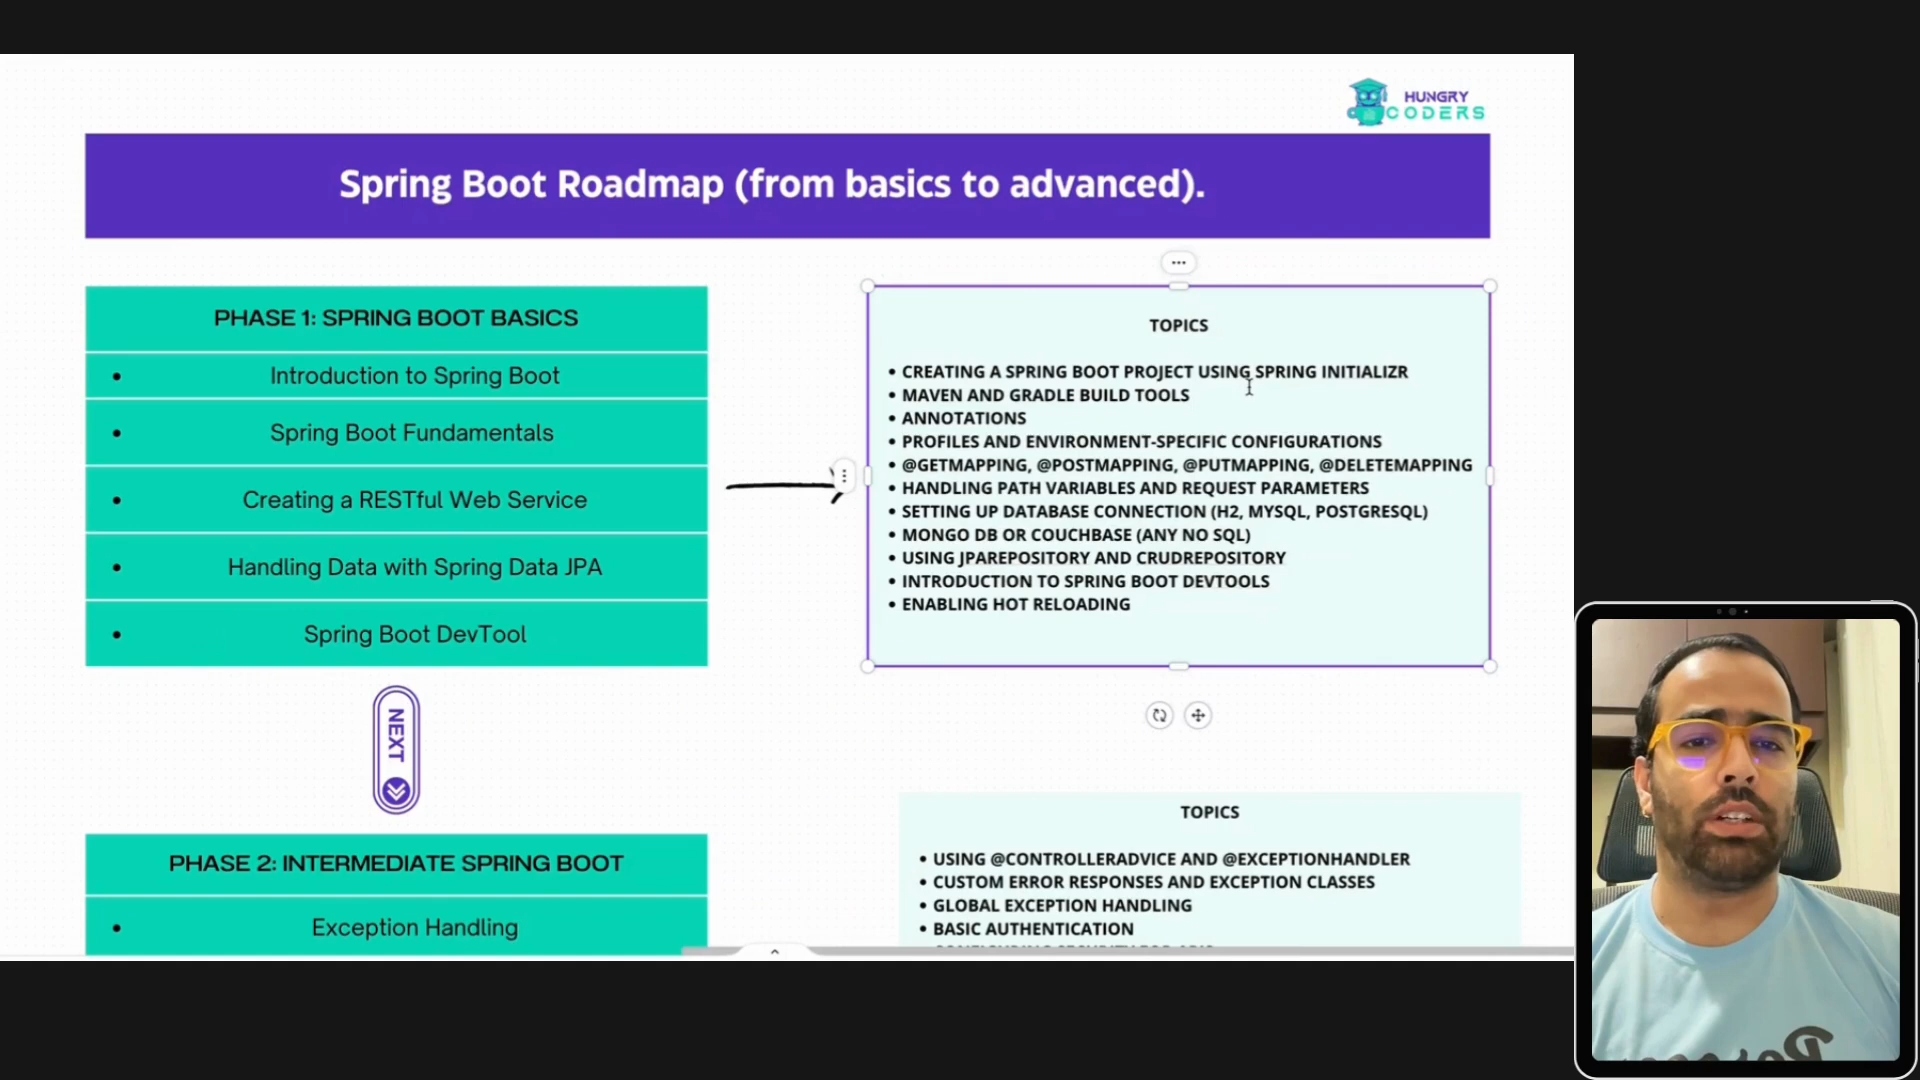 HUNGRY
CODERS
Spring Boot Roadmap (from basics to advanced).
PHASE 1: SPRING BOOT BASICS
• Introduction to Spring Boot
• Spring Boot Fundamentals
• Creating a RESTful Web Service
• Handling Data with Spring Data JPA
• Spring Boot DevTool
TOPICS
• CREATING A SPRING BOOT PROJECT USING SPRING INITIALIZR
• MAVEN AND GRADLE BUILD TOOLS
• ANNOTATIONS
• PROFILES AND ENVIRONMENT-SPECIFIC CONFIGURATIONS
• @GETMAPPING, @POSTMAPPING, @PUTMAPPING, @DELETEMAPPING
• HANDLING PATH VARIABLES AND REQUEST PARAMETERS
• SETTING UP DATABASE CONNECTION (H2, MYSQL, POSTGRESQL)
• MONGO DB OR COUCHBASE (ANY NO SQL)
• USING JPAREPOSITORY AND CRUDREPOSITORY
• INTRODUCTION TO SPRING BOOT DEVTOOLS
• ENABLING HOT RELOADING
NEXT
PHASE 2: INTERMEDIATE SPRING BOOT
• Exception Handling
TOPICS
• USING @CONTROLLERADVICE AND @EXCEPTIONHANDLER
• CUSTOM ERROR RESPONSES AND EXCEPTION CLASSES
• GLOBAL EXCEPTION HANDLING
• BASIC AUTHENTICATION